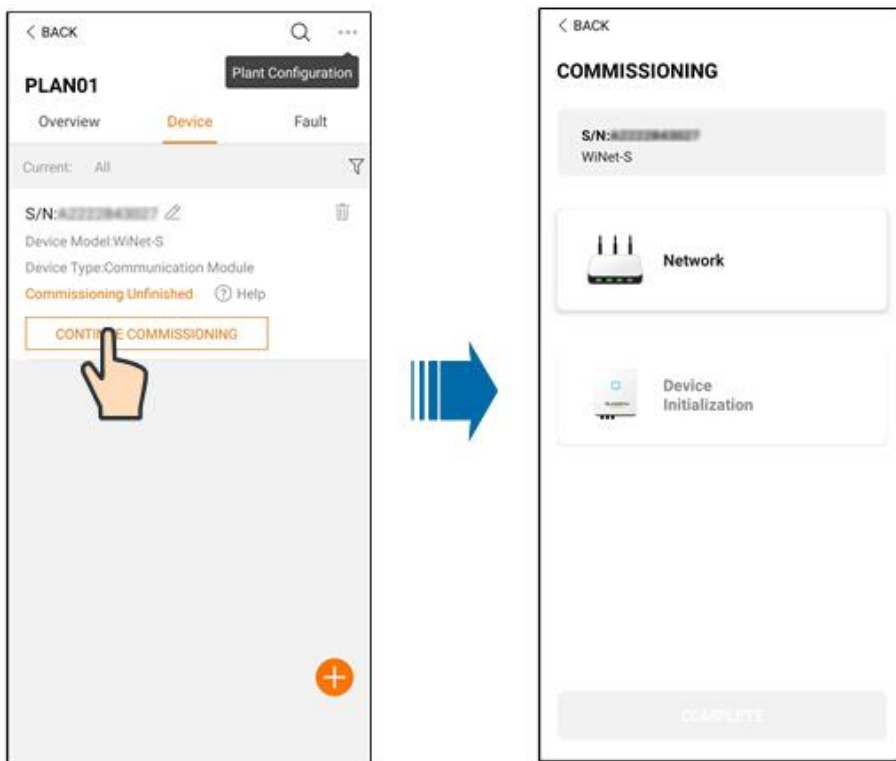 < BACK
Plant Configuration
PLAN01
Overview Device Fault
Current: All
S/N:
Device Model:WiNet-S
Device Type:Communication Module
Commissioning Unfinished ? Help
CONTINUE COMMISSIONING
< BACK
COMMISSIONING
S/N:
WiNet-S
Network
Device
Initialization
COMPLETE